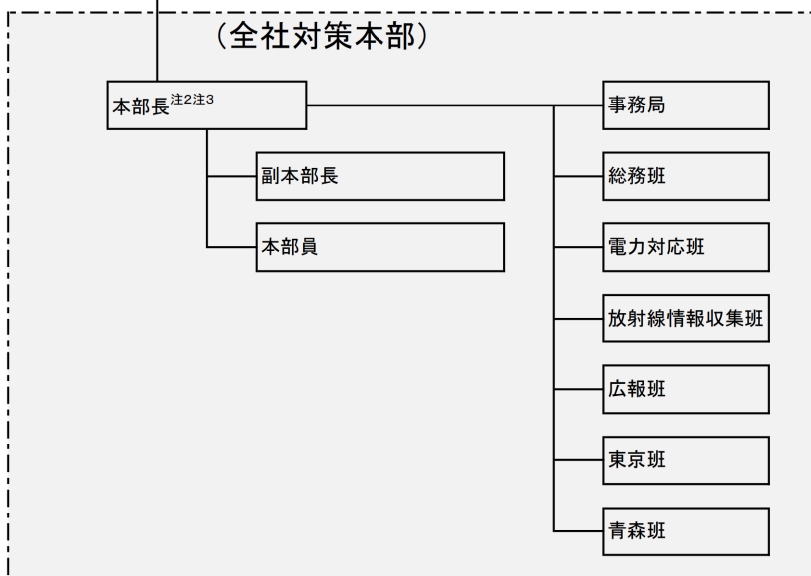 （全社対策本部）
本部長注2注3
副本部長
本部員
事務局
総務班
電力対応班
放射線情報収集班
広報班
東京班
青森班